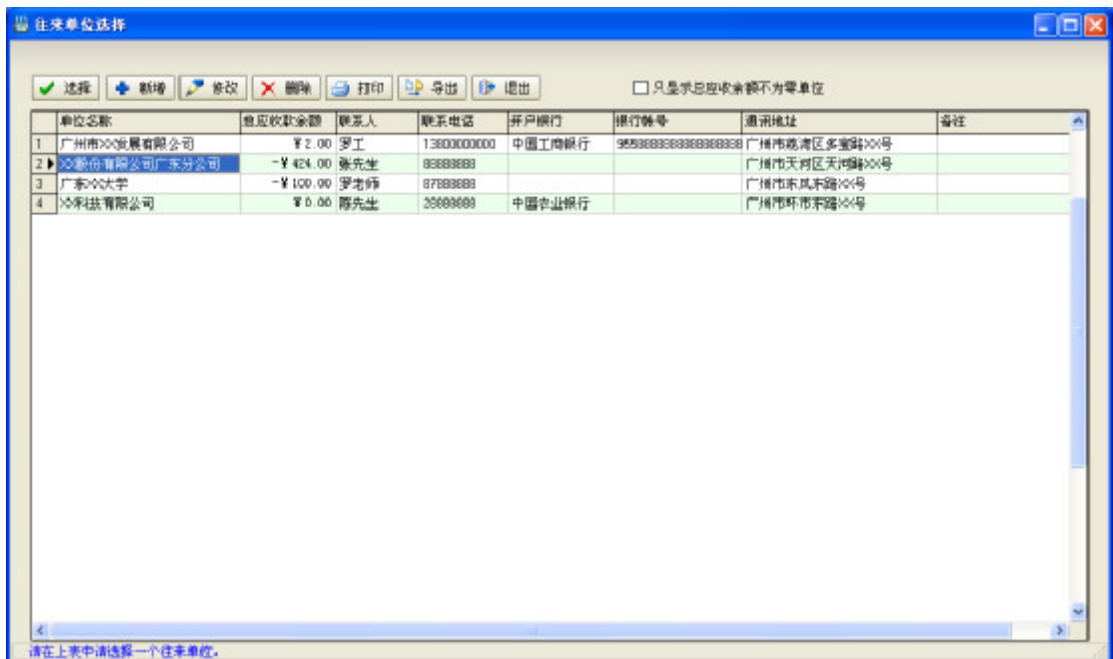 往来单位选择
选择 新增 修改 删除 打印 导出 退出 只显示总应收余额不为零单位
单位名称 总应收款余额 联系人 联系电话 开户银行 银行帐号 通讯地址 备注
1 广州市XX发展有限公司 ¥2.00 罗工 13800000000 中国工商银行 广州市荔湾区多宝路XX号
2 XX股份有限公司广东分公司 -¥424.00 张先生 88888888 广州市天河区天河路XX号
3 广东XX大学 -¥100.00 罗老师 87888888 广州市东风东路XX号
4 XX科技有限公司 ¥0.00 陈先生 28888888 中国农业银行 广州市环市东路XX号
请在上表中请选择一个往来单位。